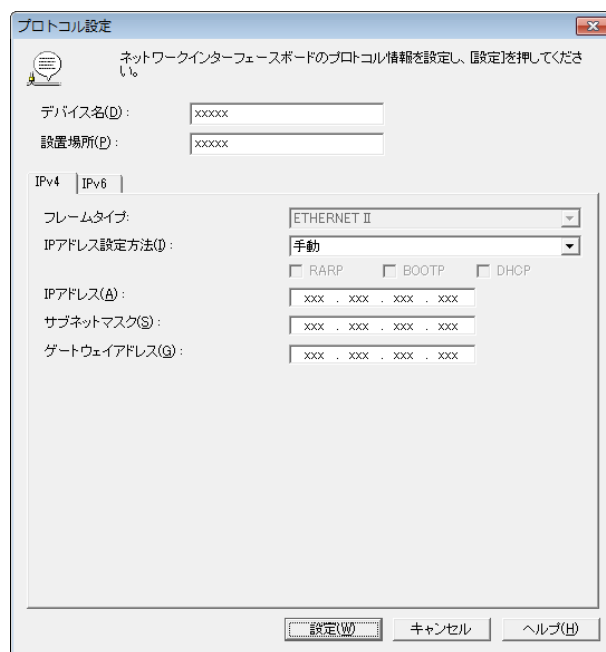 プロトコル設定
ネットワークインターフェースボードのプロトコル情報を設定し、[設定]を押してくださ
い。
デバイス名(D): xxxxx
設置場所(P): xxxxx
IPv4 IPv6
フレームタイプ: ETHERNET II
IPアドレス設定方法(I): 手動
RARP BOOTP DHCP
IPアドレス(A): xxx . xxx . xxx . xxx
サブネットマスク(S): xxx . xxx . xxx . xxx
ゲートウェイアドレス(G): xxx . xxx . xxx . xxx
設定(W) キャンセル ヘルプ(H)